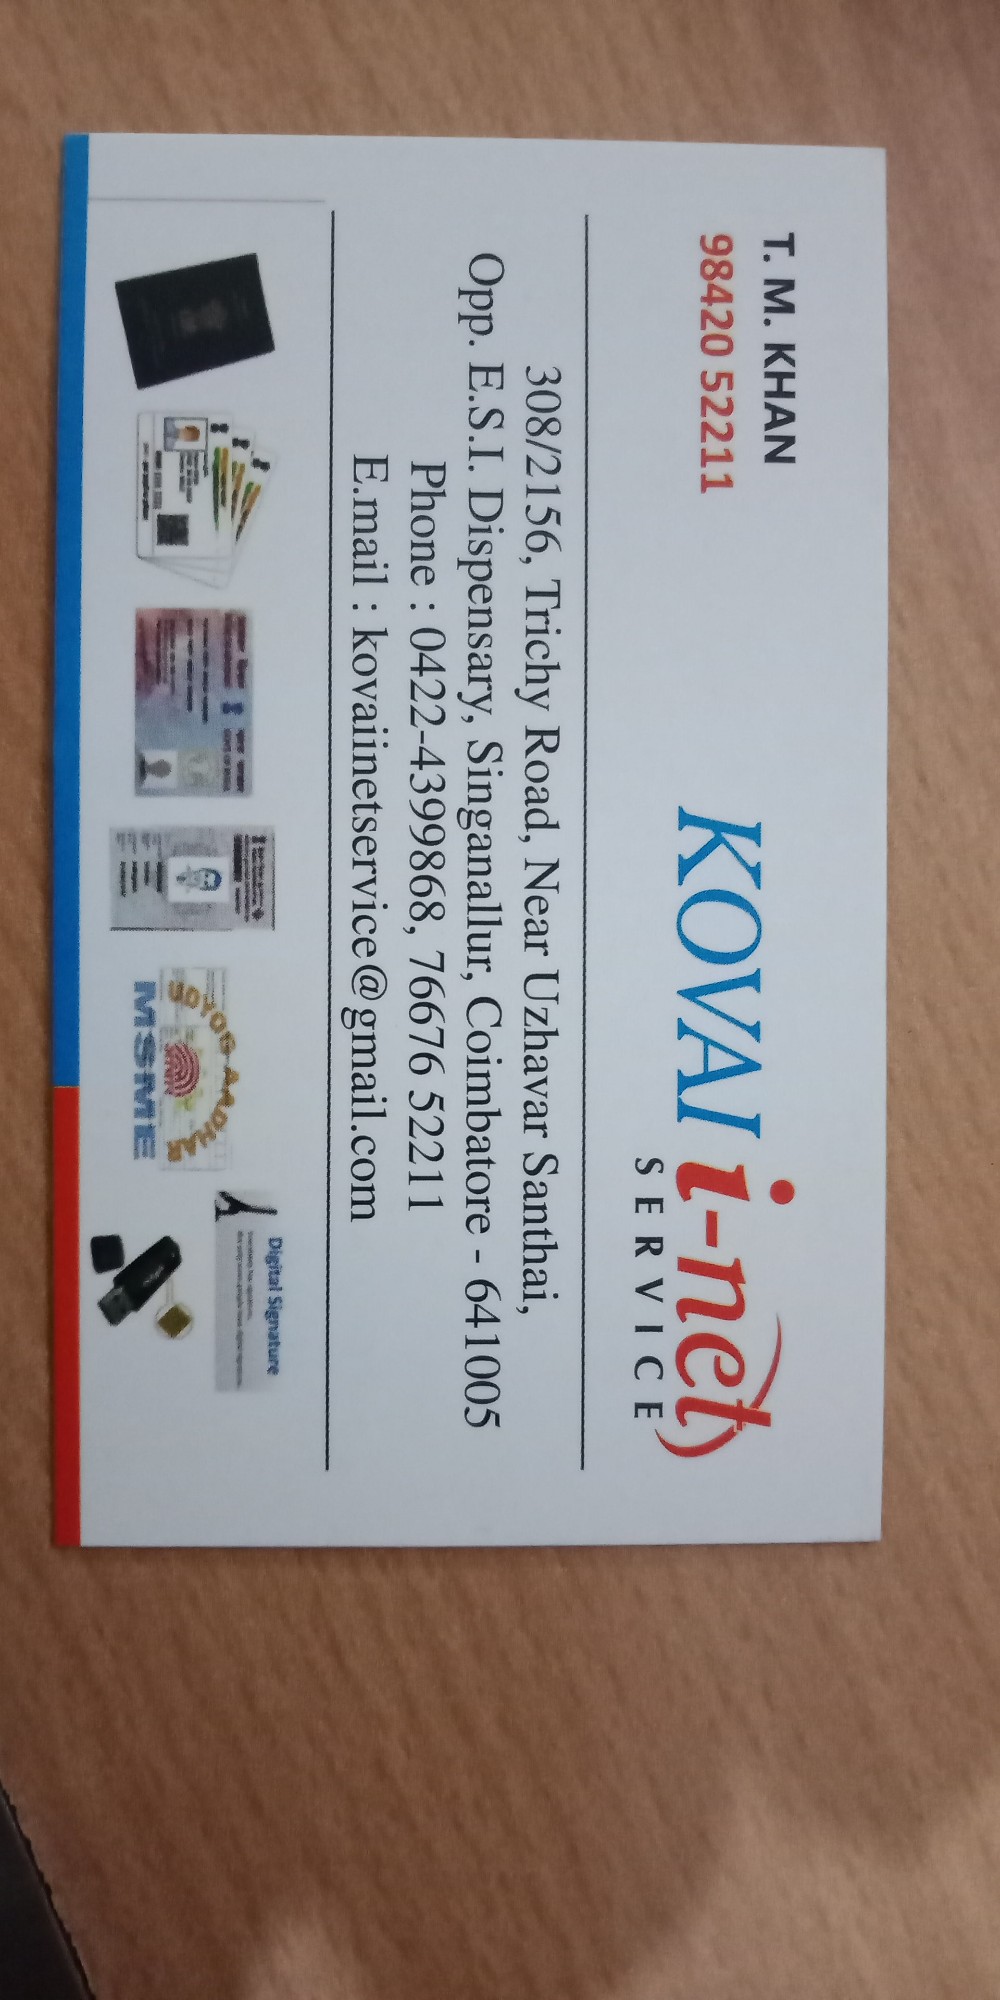 T. M. KHAN
98420 52211
KOVAI i-net
SERVICE
308/2156, Trichy Road, Near Uzhavar Santhai,
Opp. E.S.I. Dispensary, Singanallur, Coimbatore - 641005
Phone : 0422-4399868, 76676 52211
E.mail : kovaiinetservice@gmail.com
UDYOG AADHAR
MSME
Digital Signature